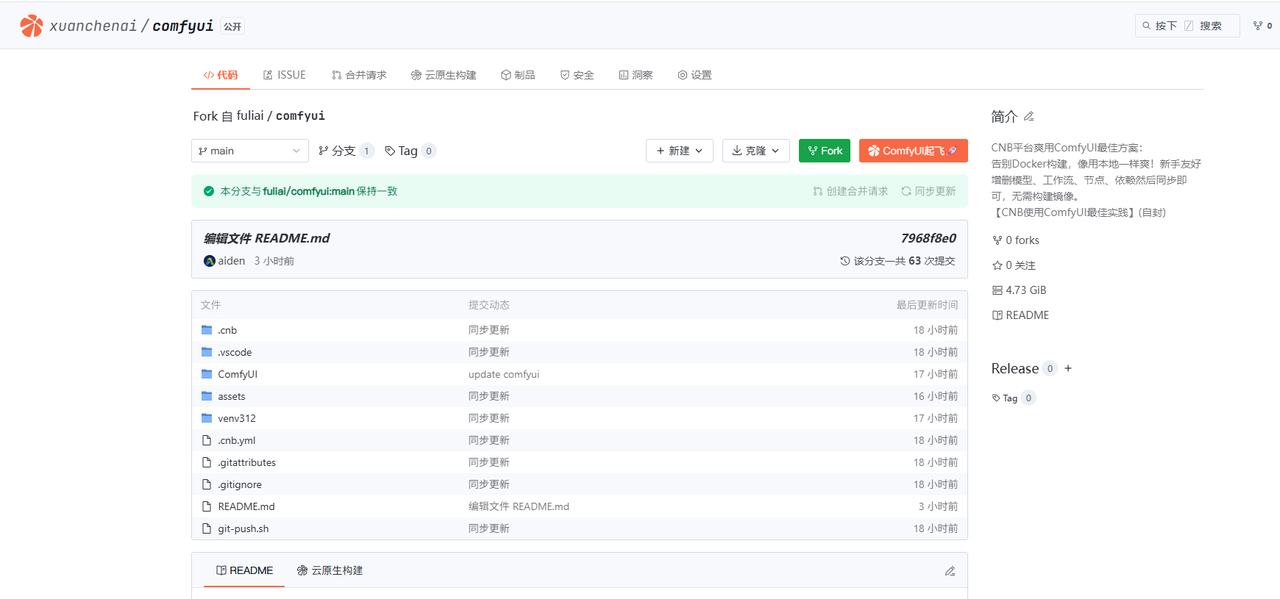 xuanchenai / comfyui 公开
按下 / 搜索
0
代码 ISSUE 合并请求 云原生构建 制品 安全 洞察 设置
Fork 自 fuliai / comfyui
main 分支 1 Tag 0 新建 克隆 Fork ComfyUI起飞
本分支与 fuliai/comfyui:main 保持一致 创建合并请求 同步更新
编辑文件 README.md 7968f8e0
aiden 3 小时前 该分支一共 63 次提交
文件 提交动态 最后更新时间
.cnb 同步更新 18 小时前
.vscode 同步更新 18 小时前
ComfyUI update comfyui 17 小时前
assets 同步更新 16 小时前
venv312 同步更新 17 小时前
.cnb.yml 同步更新 18 小时前
.gitattributes 同步更新 18 小时前
.gitignore 同步更新 18 小时前
README.md 编辑文件 README.md 3 小时前
git-push.sh 同步更新 18 小时前
README 云原生构建
简介
CNB平台爽用ComfyUI最佳方案：
告别Docker构建，像用本地一样爽！新手友好
增删模型、工作流、节点、依赖然后同步即
可，无需构建镜像。
【CNB使用ComfyUI最佳实践】(自封)
0 forks
0 关注
4.73 GiB
README
Release 0 +
Tag 0